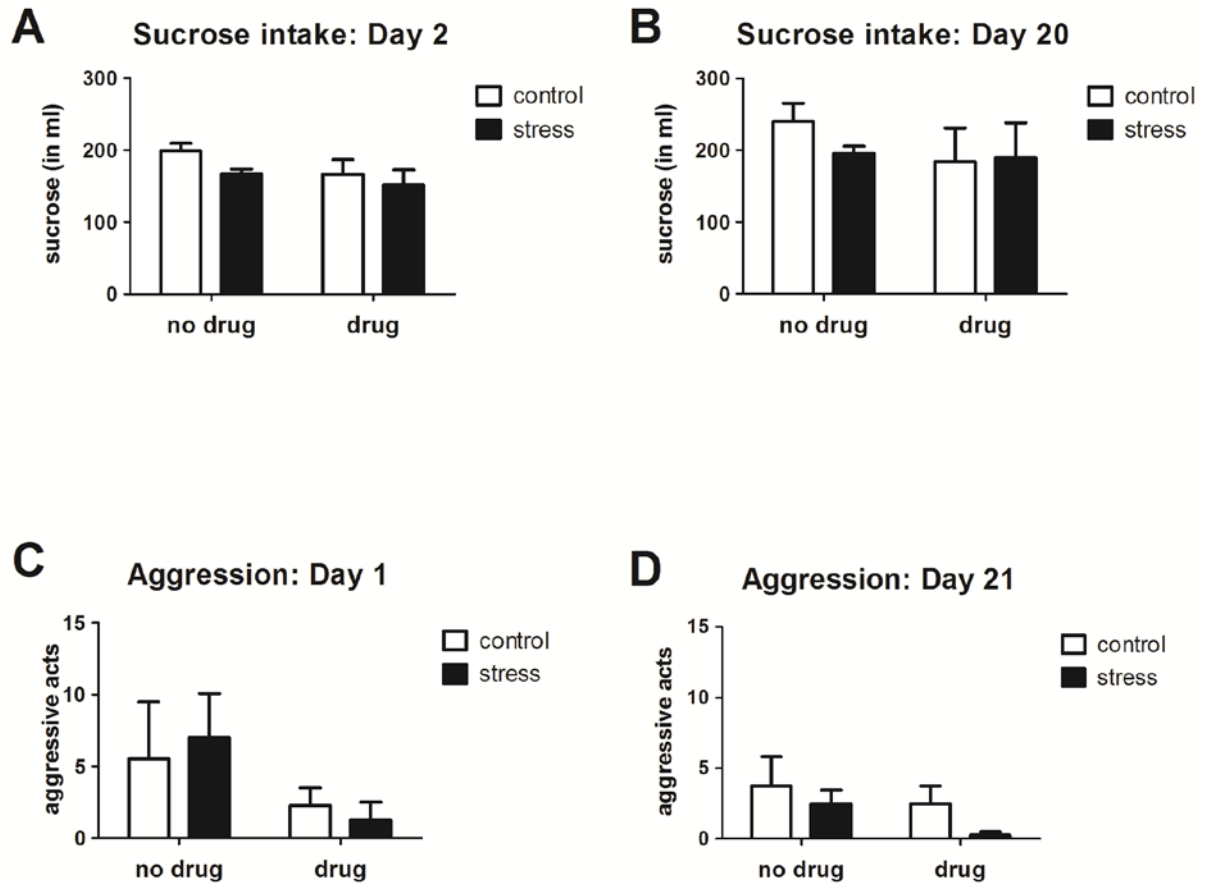 A
Sucrose intake: Day 2
300
200
100
0
sucrose (in ml)
no drug
drug
control
stress
B
Sucrose intake: Day 20
300
200
100
0
sucrose (in ml)
no drug
drug
control
stress
C
Aggression: Day 1
15
10
5
0
aggressive acts
no drug
drug
control
stress
D
Aggression: Day 21
15
10
5
0
aggressive acts
no drug
drug
control
stress